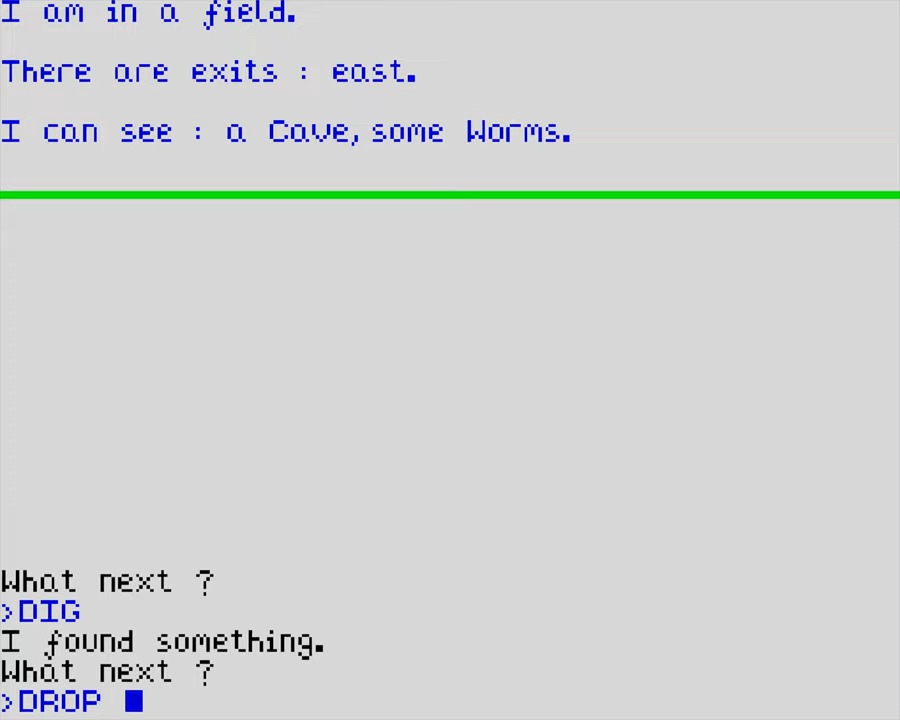 I am in a field.
There are exits : east.
I can see : a Cave, some Worms.
What next ?
>DIG
I found something.
What next ?
>DROP